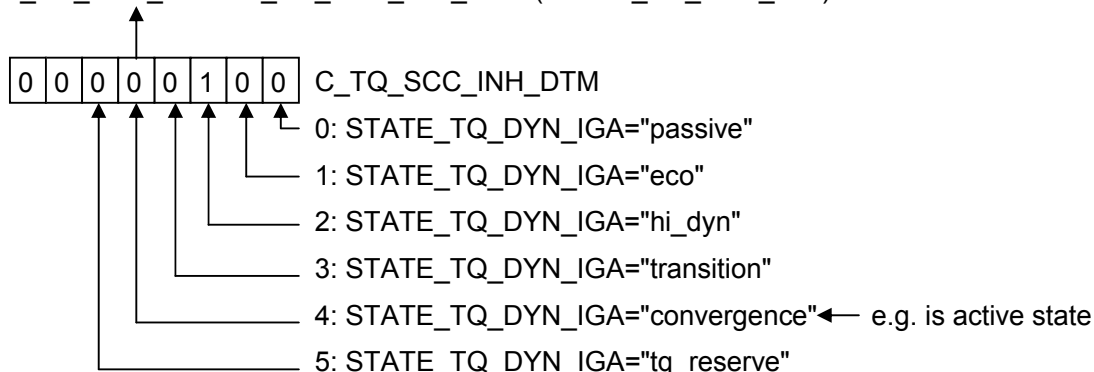 0 0 0 0 0 1 0 0 C_TQ_SCC_INH_DTM
0: STATE_TQ_DYN_IGA="passive"
1: STATE_TQ_DYN_IGA="eco"
2: STATE_TQ_DYN_IGA="hi_dyn"
3: STATE_TQ_DYN_IGA="transition"
4: STATE_TQ_DYN_IGA="convergence" e.g. is active state
5: STATE_TQ_DYN_IGA="tq_reserve"